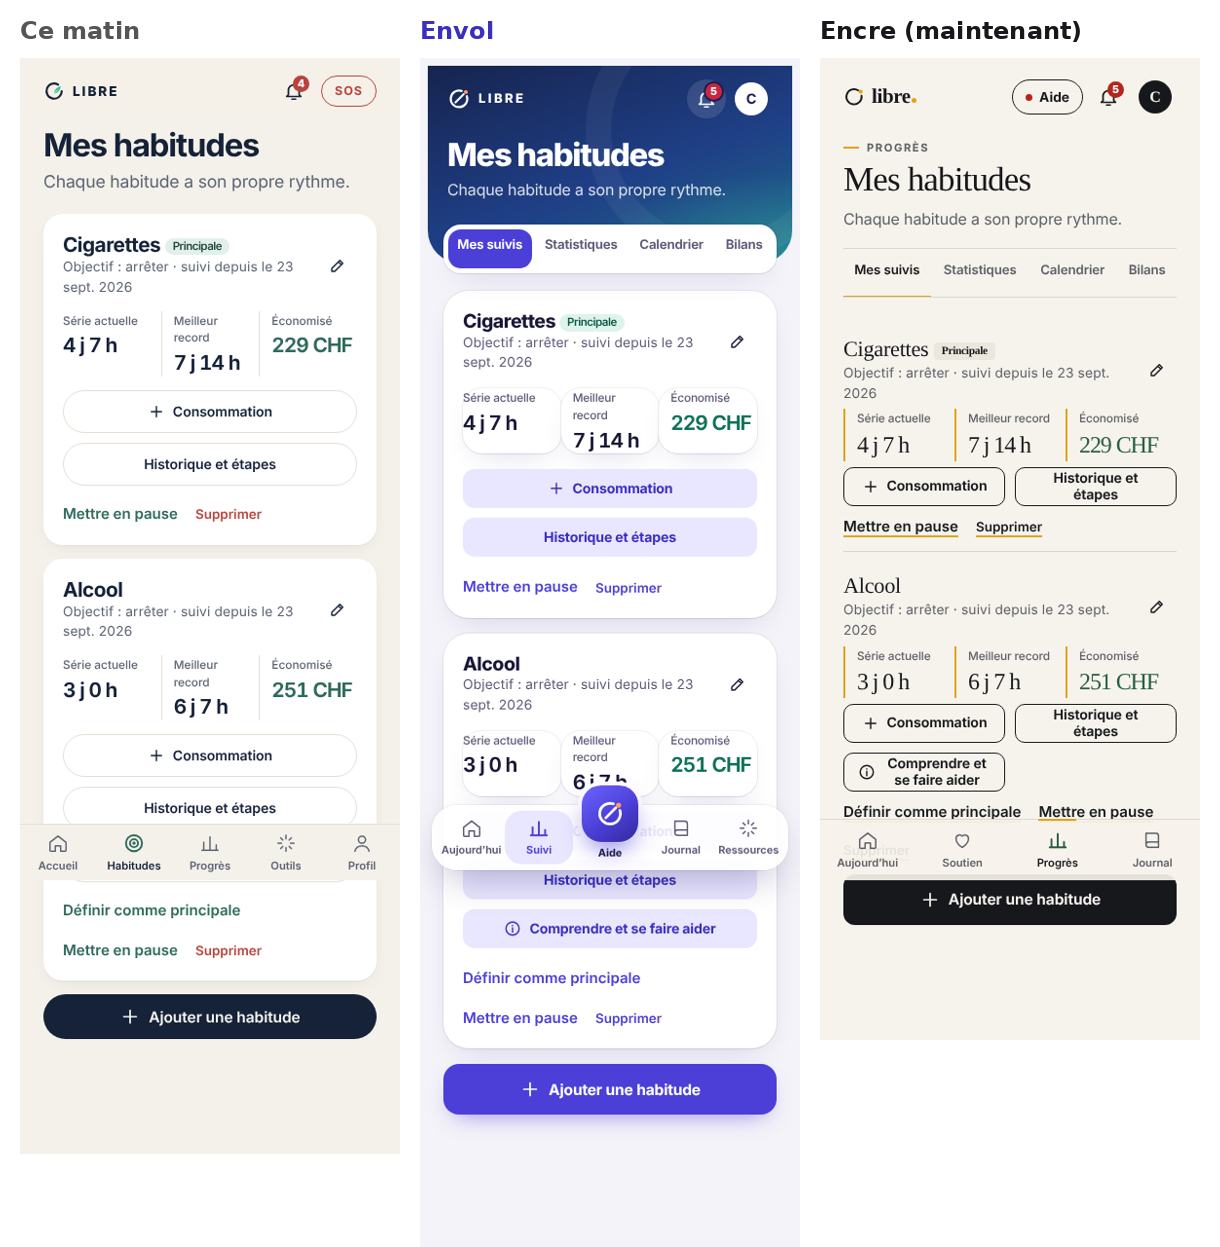 Ce matin
4
LIBRE
SOS
Mes habitudes
Chaque habitude a son propre rythme.
Cigarettes Principale
Objectif : arrêter · suivi depuis le 23
sept. 2026
Série actuelle
4 j 7 h
Meilleur
record
7 j 14 h
Économisé
229 CHF
+ Consommation
Historique et étapes
Mettre en pause Supprimer
Alcool
Objectif : arrêter · suivi depuis le 23
sept. 2026
Série actuelle
3 j 0 h
Meilleur
record
6 j 7 h
Économisé
251 CHF
+ Consommation
Historique et étapes
Accueil Habitudes Progrès Outils Profil
Définir comme principale
Mettre en pause Supprimer
+ Ajouter une habitude
Envol
5
LIBRE
C
Mes habitudes
Chaque habitude a son propre rythme.
Mes suivis Statistiques Calendrier Bilans
Cigarettes Principale
Objectif : arrêter · suivi depuis le 23
sept. 2026
Série actuelle
4 j 7 h
Meilleur
record
7 j 14 h
Économisé
229 CHF
+ Consommation
Historique et étapes
Mettre en pause Supprimer
Alcool
Objectif : arrêter · suivi depuis le 23
sept. 2026
Série actuelle
3 j 0 h
Meilleur
record
6 j 7 h
Économisé
251 CHF
Aujourd'hui Suivi Aide Journal Ressources
Historique et étapes
Comprendre et se faire aider
Définir comme principale
Mettre en pause Supprimer
+ Ajouter une habitude
Encre (maintenant)
libre.
Aide
5
C
PROGRÈS
Mes habitudes
Chaque habitude a son propre rythme.
Mes suivis Statistiques Calendrier Bilans
Cigarettes Principale
Objectif : arrêter · suivi depuis le 23 sept.
2026
Série actuelle
4 j 7 h
Meilleur record
7 j 14 h
Économisé
229 CHF
+ Consommation
Historique et
étapes
Mettre en pause Supprimer
Alcool
Objectif : arrêter · suivi depuis le 23 sept.
2026
Série actuelle
3 j 0 h
Meilleur record
6 j 7 h
Économisé
251 CHF
+ Consommation
Historique et
étapes
Comprendre et
se faire aider
Définir comme principale Mettre en pause
Supprimer
Aujourd'hui Soutien Progrès Journal
+ Ajouter une habitude